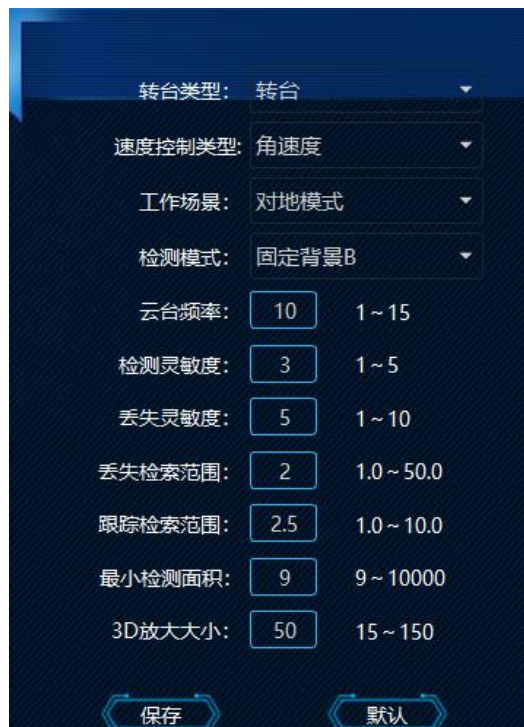 转台类型: 转台
速度控制类型: 角速度
工作场景: 对地模式
检测模式: 固定背景B
云台频率: 10 1~15
检测灵敏度: 3 1~5
丢失灵敏度: 5 1~10
丢失检索范围: 2 1.0~50.0
跟踪检索范围: 2.5 1.0~10.0
最小检测面积: 9 9~10000
3D放大大小: 50 15~150
保存 默认